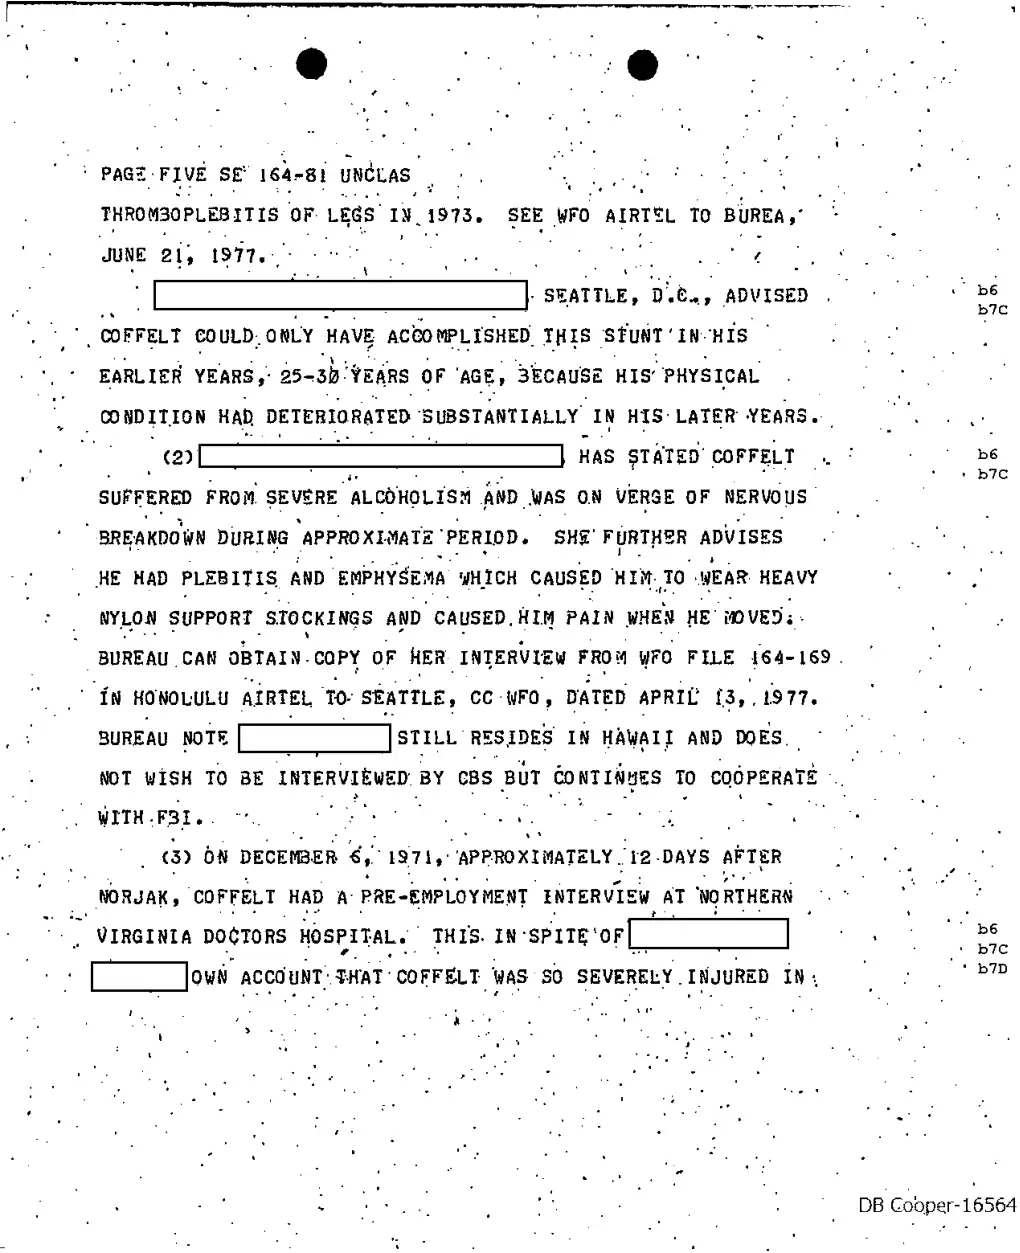 PAGE FIVE SE 164-81 UNCLAS
THROMBOPLEBITIS OF LEGS IN 1973. SEE WFO AIRTEL TO BUREA,
JUNE 21, 1977.
SEATTLE, D.C., ADVISED
b6
b7C
COFFELT COULD ONLY HAVE ACCOMPLISHED THIS STUNT IN HIS
EARLIER YEARS, 25-30 YEARS OF AGE, BECAUSE HIS PHYSICAL
CONDITION HAD DETERIORATED SUBSTANTIALLY IN HIS LATER YEARS.
(2) HAS STATED COFFELT
b6
b7C
SUFFERED FROM SEVERE ALCOHOLISM AND WAS ON VERGE OF NERVOUS
BREAKDOWN DURING APPROXIMATE PERIOD. SHE FURTHER ADVISES
HE HAD PLEBITIS AND EMPHYSEMA WHICH CAUSED HIM TO WEAR HEAVY
NYLON SUPPORT STOCKINGS AND CAUSED HIM PAIN WHEN HE MOVED;
BUREAU CAN OBTAIN COPY OF HER INTERVIEW FROM WFO FILE 164-169
IN HONOLULU AIRTEL TO SEATTLE, CC WFO, DATED APRIL 13, 1977.
BUREAU NOTE STILL RESIDES IN HAWAII AND DOES
NOT WISH TO BE INTERVIEWED BY CBS BUT CONTINUES TO COOPERATE
WITH FBI.
(3) ON DECEMBER 6, 1971, APPROXIMATELY 12 DAYS AFTER
NORJAK, COFFELT HAD A PRE-EMPLOYMENT INTERVIEW AT NORTHERN
VIRGINIA DOCTORS HOSPITAL. THIS IN SPITE OF
b6
b7C
b7D
OWN ACCOUNT THAT COFFELT WAS SO SEVERELY INJURED IN
DB Cooper-16564